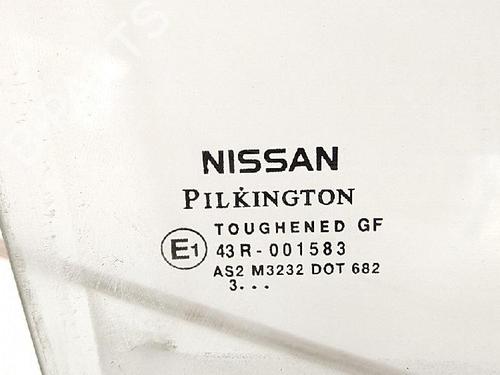 NISSAN
PILKINGTON
TOUGHENED GF
E1 43R-001583
AS2 M3232 DOT 682
3...